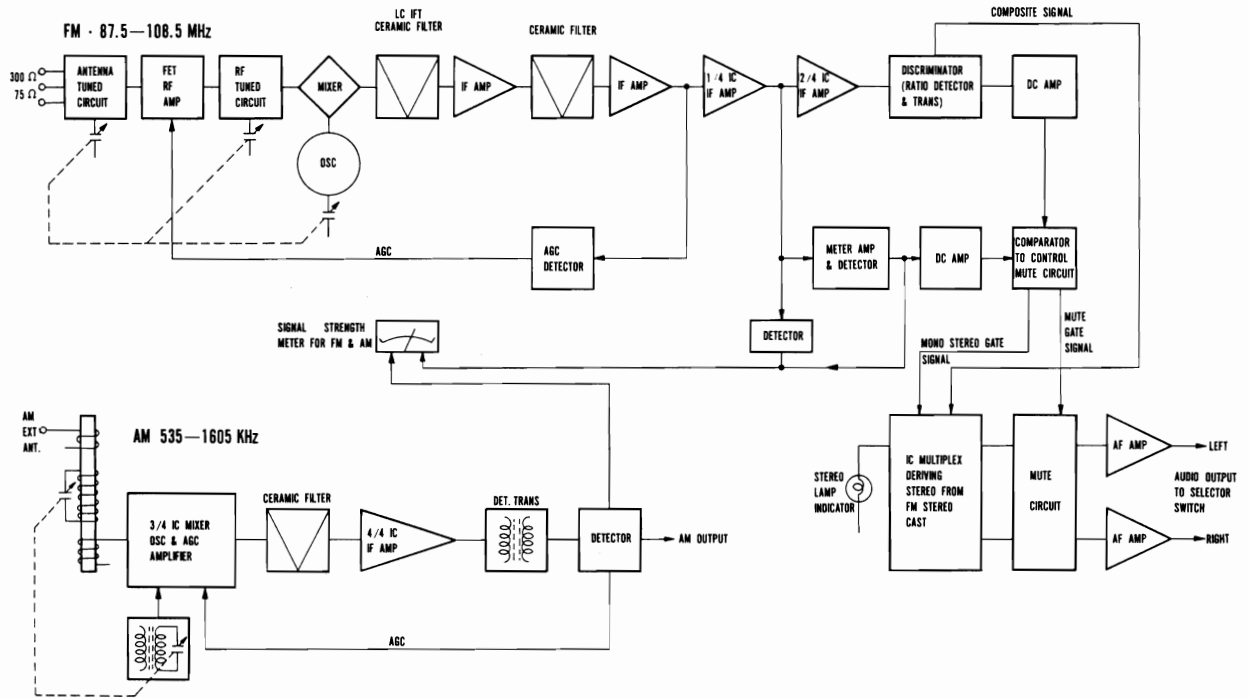 FM - 87.5—108.5 MHz
LC IFT
CERAMIC FILTER
CERAMIC FILTER
COMPOSITE SIGNAL
300 Ω
75 Ω
ANTENNA
TUNED
CIRCUIT
FET
RF
AMP
RF
TUNED
CIRCUIT
MIXER
IF AMP
IF AMP
1/4 IC
IF AMP
2/4 IC
IF AMP
DISCRIMINATOR
(RATIO DETECTOR
& TRANS)
DC AMP
OSC
AGC
AGC
DETECTOR
METER AMP
& DETECTOR
DC AMP
COMPARATOR
TO CONTROL
MUTE CIRCUIT
SIGNAL STRENGTH
METER FOR FM & AM
DETECTOR
MONO STEREO GATE
SIGNAL
MUTE
GATE
SIGNAL
AM
EXT
ANT.
AM 535—1605 KHz
3/4 IC MIXER
OSC & AGC
AMPLIFIER
CERAMIC FILTER
4/4 IC
IF AMP
DET. TRANS
DETECTOR
AM OUTPUT
AGC
STEREO
LAMP
INDICATOR
IC MULTIPLEX
DERIVING
STEREO FROM
FM STEREO
CAST
MUTE
CIRCUIT
AF AMP
LEFT
AUDIO OUTPUT
TO SELECTOR
SWITCH
AF AMP
RIGHT